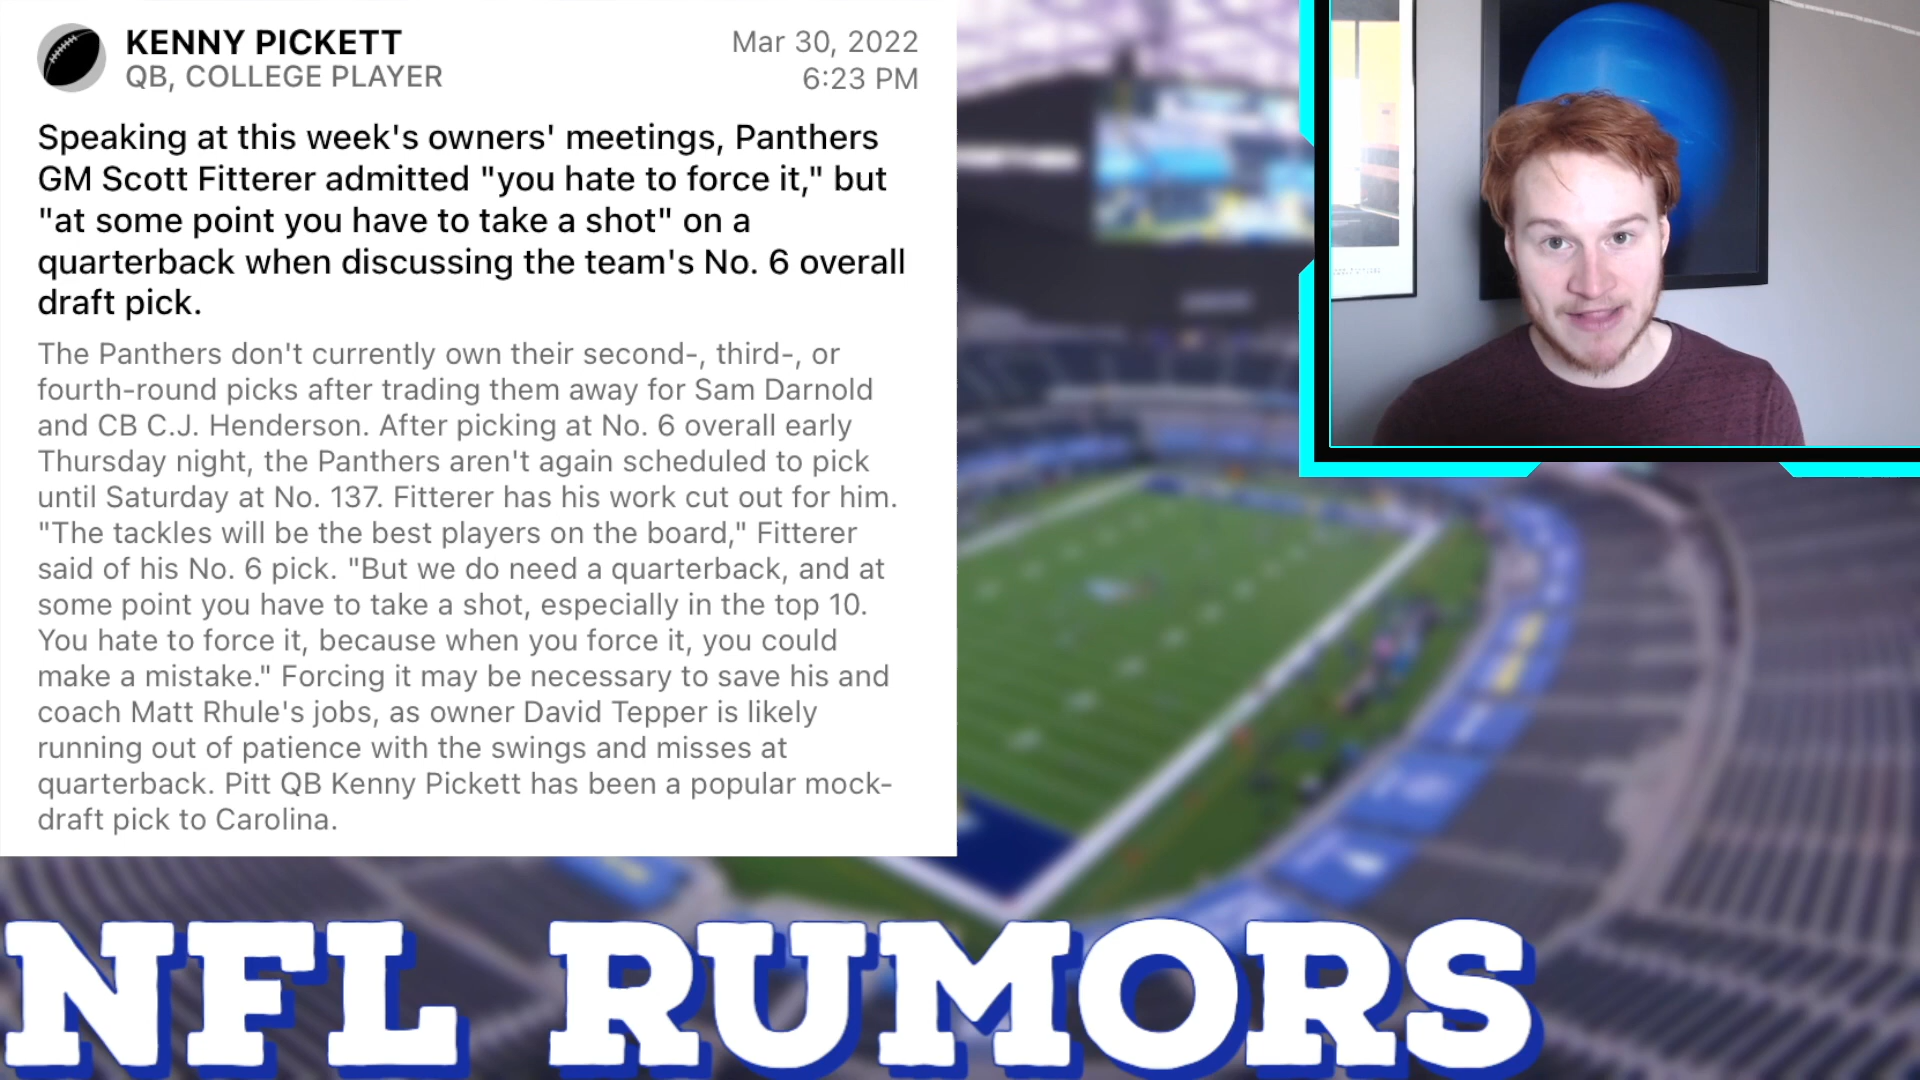 KENNY PICKETT
QB, COLLEGE PLAYER
Mar 30, 2022
6:23 PM
Speaking at this week's owners' meetings, Panthers
GM Scott Fitterer admitted "you hate to force it," but
"at some point you have to take a shot" on a
quarterback when discussing the team's No. 6 overall
draft pick.
The Panthers don't currently own their second-, third-, or
fourth-round picks after trading them away for Sam Darnold
and CB C.J. Henderson. After picking at No. 6 overall early
Thursday night, the Panthers aren't again scheduled to pick
until Saturday at No. 137. Fitterer has his work cut out for him.
"The tackles will be the best players on the board," Fitterer
said of his No. 6 pick. "But we do need a quarterback, and at
some point you have to take a shot, especially in the top 10.
You hate to force it, because when you force it, you could
make a mistake." Forcing it may be necessary to save his and
coach Matt Rhule's jobs, as owner David Tepper is likely
running out of patience with the swings and misses at
quarterback. Pitt QB Kenny Pickett has been a popular mock-
draft pick to Carolina.
NFL RUMORS